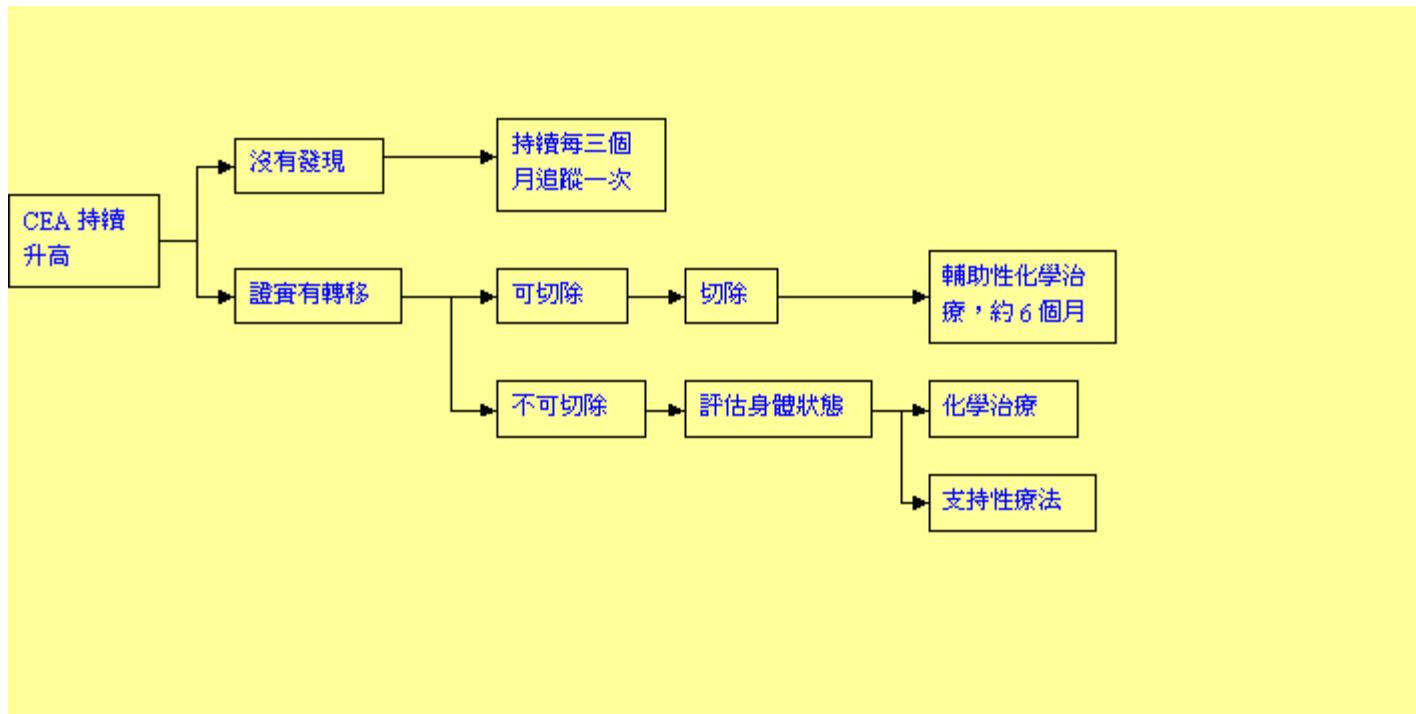 CEA 持續
升高
沒有發現
持續每三個
月追蹤一次
證實有轉移
可切除
切除
輔助性化學治
療，約 6 個月
不可切除
評估身體狀態
化學治療
支持性療法